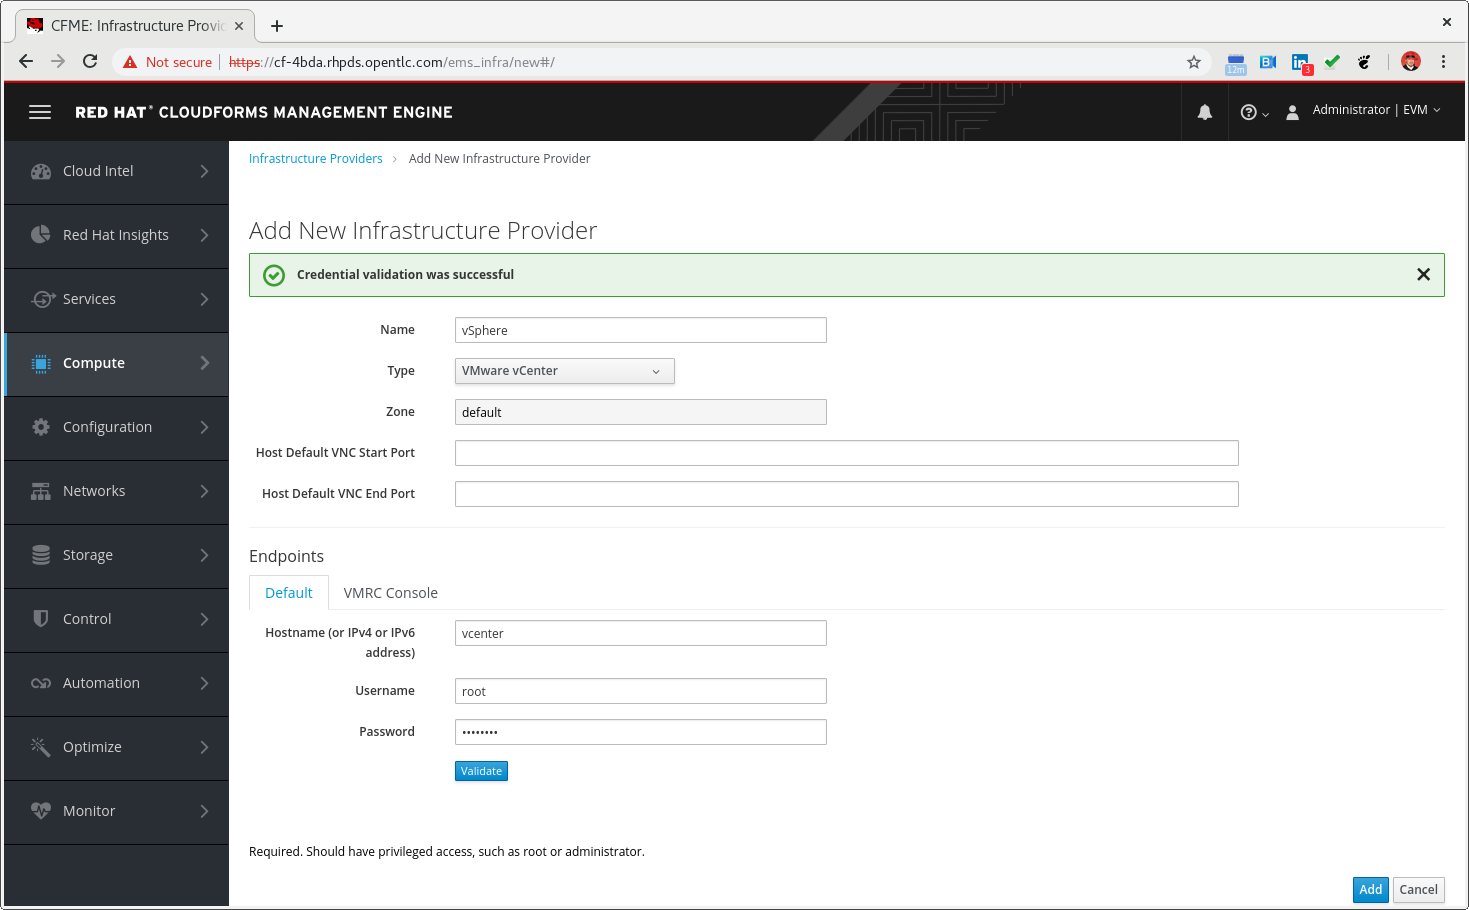 CFME: Infrastructure Provi
Not secure https://cf-4bda.rhpds.opentlc.com/ems_infra/new#/
12m
3
RED HAT® CLOUDFORMS MANAGEMENT ENGINE
Administrator | EVM
Cloud Intel
Red Hat Insights
Services
Compute
Configuration
Networks
Storage
Control
Automation
Optimize
Monitor
Infrastructure Providers > Add New Infrastructure Provider
Add New Infrastructure Provider
Credential validation was successful
Name vSphere
Type VMware vCenter
Zone default
Host Default VNC Start Port
Host Default VNC End Port
Endpoints
Default VMRC Console
Hostname (or IPv4 or IPv6 vcenter
address)
Username root
Password ••••••••
Validate
Required. Should have privileged access, such as root or administrator.
Add Cancel